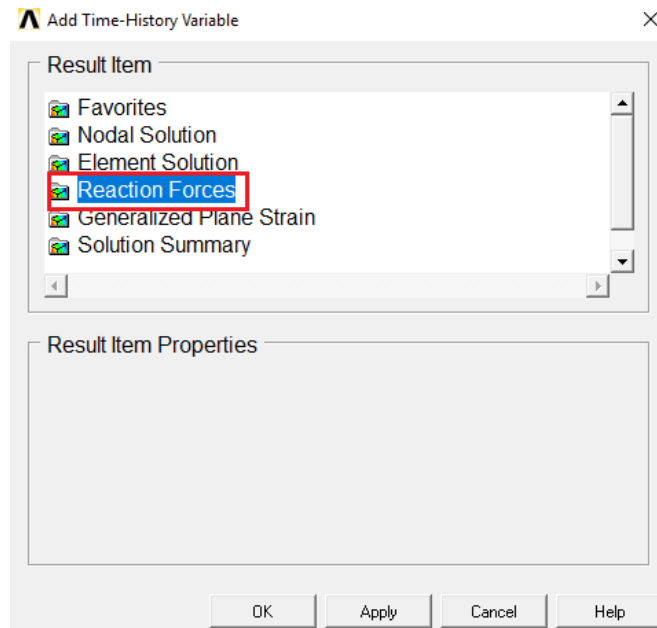 Add Time-History Variable
Result Item
Favorites
Nodal Solution
Element Solution
Reaction Forces
Generalized Plane Strain
Solution Summary
Result Item Properties
OK Apply Cancel Help